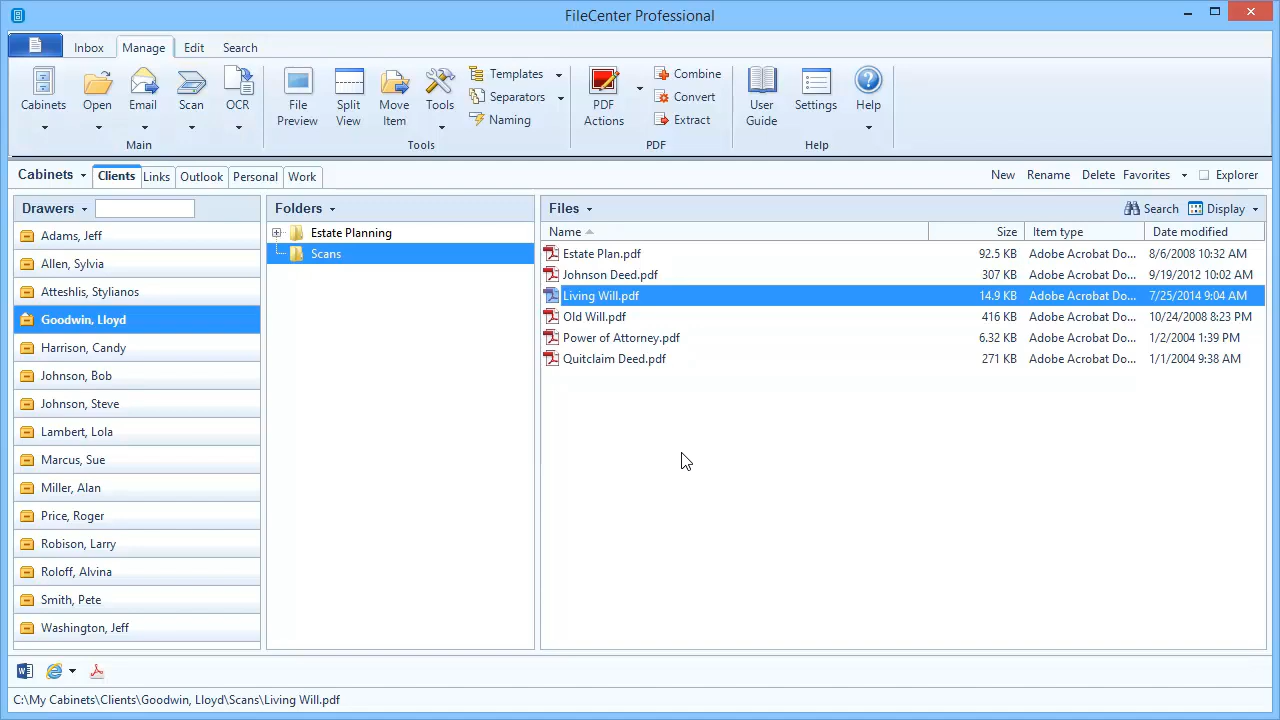 FileCenter Professional
Inbox Manage Edit Search
Cabinets Open Email Scan OCR
Main
File Preview Split View Move Item Tools Templates Separators Naming
Tools
PDF Actions Combine Convert Extract
PDF
User Guide Settings Help
Help
Cabinets Clients Links Outlook Personal Work New Rename Delete Favorites Explorer
Drawers
Adams, Jeff
Allen, Sylvia
Atteshlis, Stylianos
Goodwin, Lloyd
Harrison, Candy
Johnson, Bob
Johnson, Steve
Lambert, Lola
Marcus, Sue
Miller, Alan
Price, Roger
Robison, Larry
Roloff, Alvina
Smith, Pete
Washington, Jeff
Folders
Estate Planning
Scans
Files Search Display
Name Size Item type Date modified
Estate Plan.pdf 92.5 KB Adobe Acrobat Do... 8/6/2008 10:32 AM
Johnson Deed.pdf 307 KB Adobe Acrobat Do... 9/19/2012 10:02 AM
Living Will.pdf 14.9 KB Adobe Acrobat Do... 7/25/2014 9:04 AM
Old Will.pdf 416 KB Adobe Acrobat Do... 10/24/2008 8:23 PM
Power of Attorney.pdf 6.32 KB Adobe Acrobat Do... 1/2/2004 1:39 PM
Quitclaim Deed.pdf 271 KB Adobe Acrobat Do... 1/1/2004 9:38 AM
C:\My Cabinets\Clients\Goodwin, Lloyd\Scans\Living Will.pdf